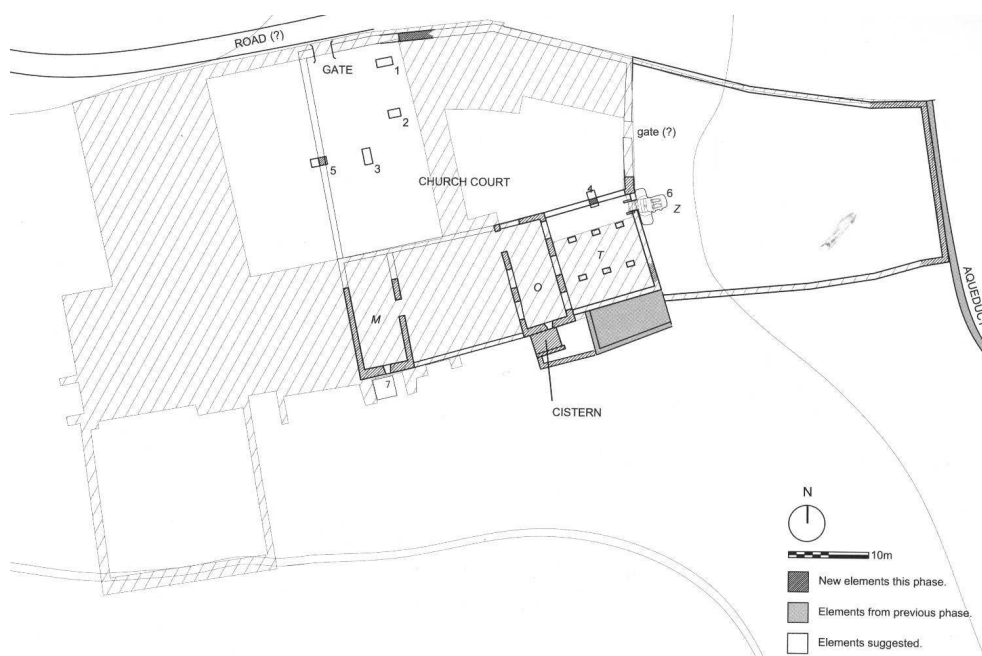 ROAD (?)
GATE
1
2
3
5
gate (?)
CHURCH COURT
4
6
Z
T
O
M
AQUEDUCT
7
CISTERN
N
10m
New elements this phase.
Elements from previous phase.
Elements suggested.